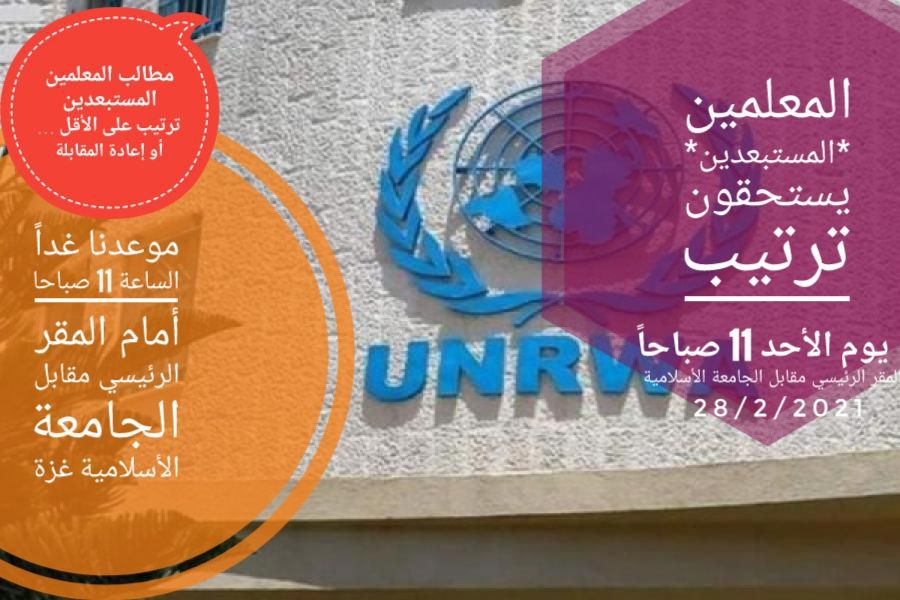 مطالب المعلمين
المستبعدين
ترتيب على الأقل ...
أو إعادة المقابلة
موعدنا غداً
الساعة 11 صباحا
أمام المقر
الرئيسي مقابل
الجامعة
الأسلامية غزة
المعلمين
*المستبعدين*
يستحقون
ترتيب
يوم الأحد 11 صباحاً
المقر الرئيسي مقابل الجامعة الأسلامية
28/2/2021
UNRWA